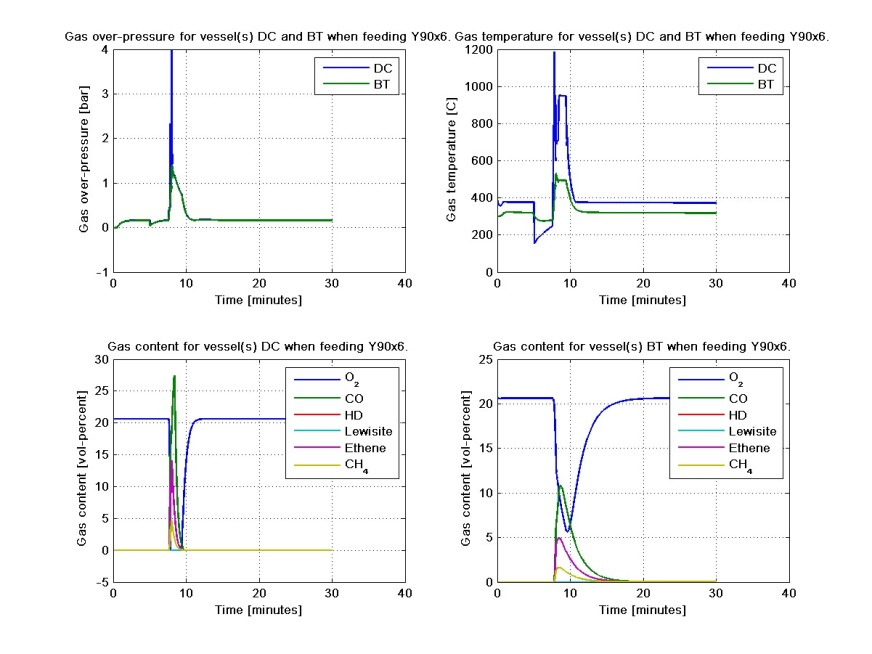 Gas over-pressure for vessel(s) DC and BT when feeding Y90x6.
Gas over-pressure [bar]
4
3
2
1
0
−1
0 10 20 30 40
Time [minutes]
DC
BT
Gas temperature for vessel(s) DC and BT when feeding Y90x6.
Gas temperature [C]
1200
1000
800
600
400
200
0
0 10 20 30 40
Time [minutes]
DC
BT
Gas content for vessel(s) DC when feeding Y90x6.
Gas content [vol-percent]
30
25
20
15
10
5
0
−5
0 10 20 30 40
Time [minutes]
O2
CO
HD
Lewisite
Ethene
CH4
Gas content for vessel(s) BT when feeding Y90x6.
Gas content [vol-percent]
25
20
15
10
5
0
0 10 20 30 40
Time [minutes]
O2
CO
HD
Lewisite
Ethene
CH4